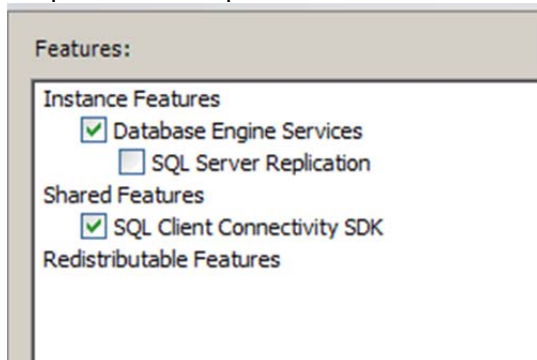 Features:
Instance Features
Database Engine Services
SQL Server Replication
Shared Features
SQL Client Connectivity SDK
Redistributable Features